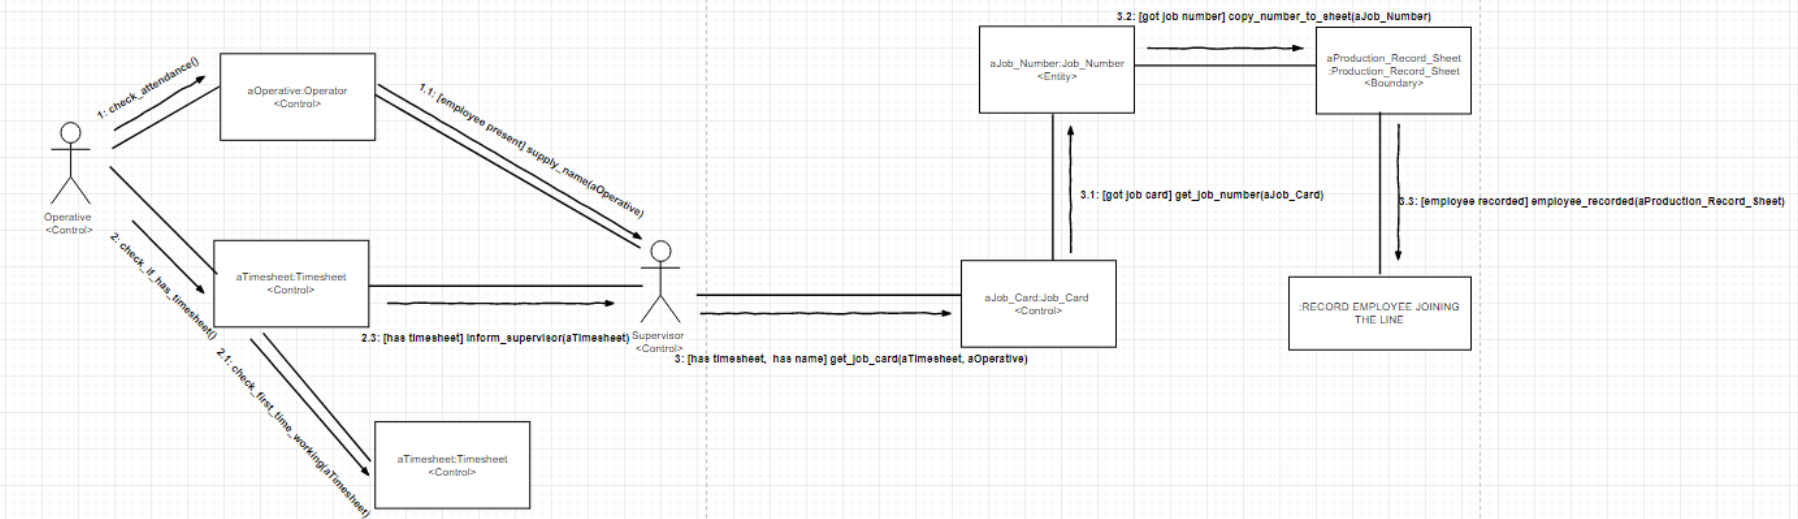 3.2: [got job number] copy_number_to_sheet(aJob_Number)
1: check_attendance()
aOperative:Operator
<Control>
1.1: [employee present] supply_name(aOperative)
aJob_Number:Job_Number
<Entity>
aProduction_Record_Sheet
:Production_Record_Sheet
<Boundary>
Operative
<Control>
3.1: [got job card] get_job_number(aJob_Card)
3.3: [employee recorded] employee_recorded(aProduction_Record_Sheet)
2: check_if_has_timesheet()
aTimesheet:Timesheet
<Control>
2.3: [has timesheet] inform_supervisor(aTimesheet)
Supervisor
<Control>
aJob_Card:Job_Card
<Control>
:RECORD EMPLOYEE JOINING
THE LINE
3: [has timesheet, has name] get_job_card(aTimesheet, aOperative)
2.1: check_first_time_working(aTimesheet)
aTimesheet:Timesheet
<Control>